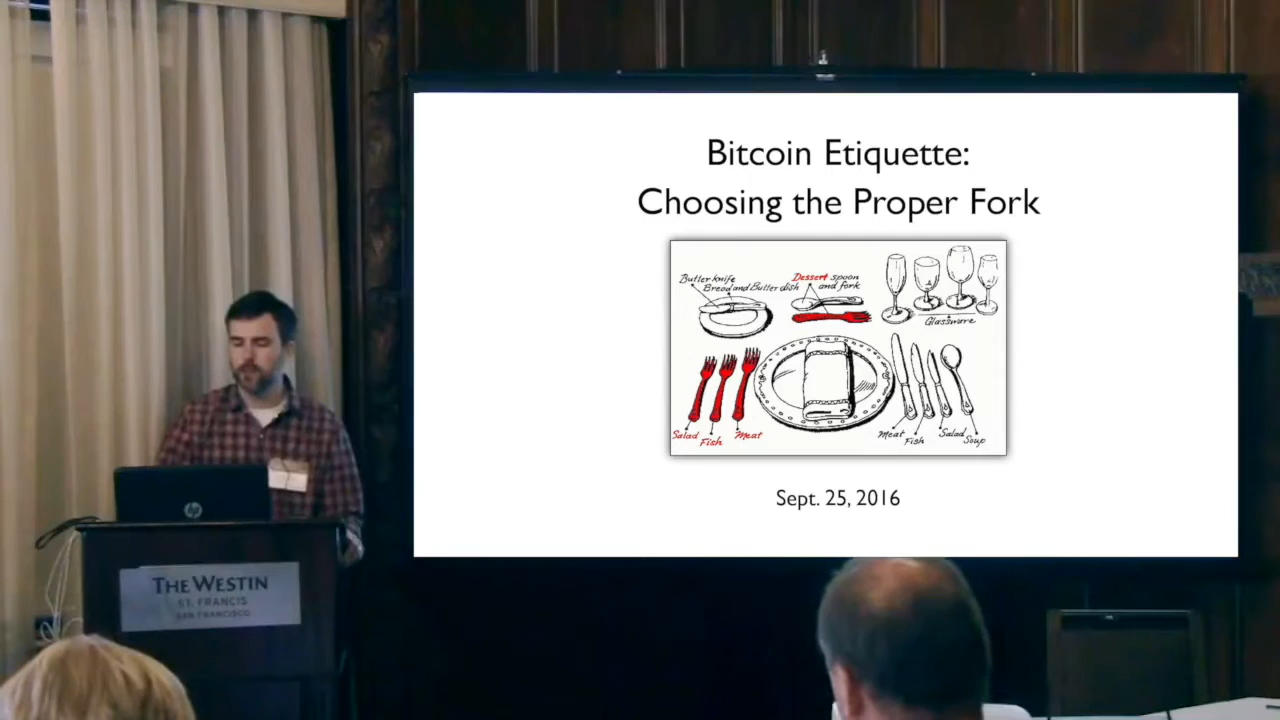 Bitcoin Etiquette:
Choosing the Proper Fork
Butter knife
Bread and Butter dish
Dessert spoon
and fork
Glassware
Salad
Fish
Meat
Meat
Fish
Salad
Soup
Sept. 25, 2016
hp
THE WESTIN
ST. FRANCIS
SAN FRANCISCO